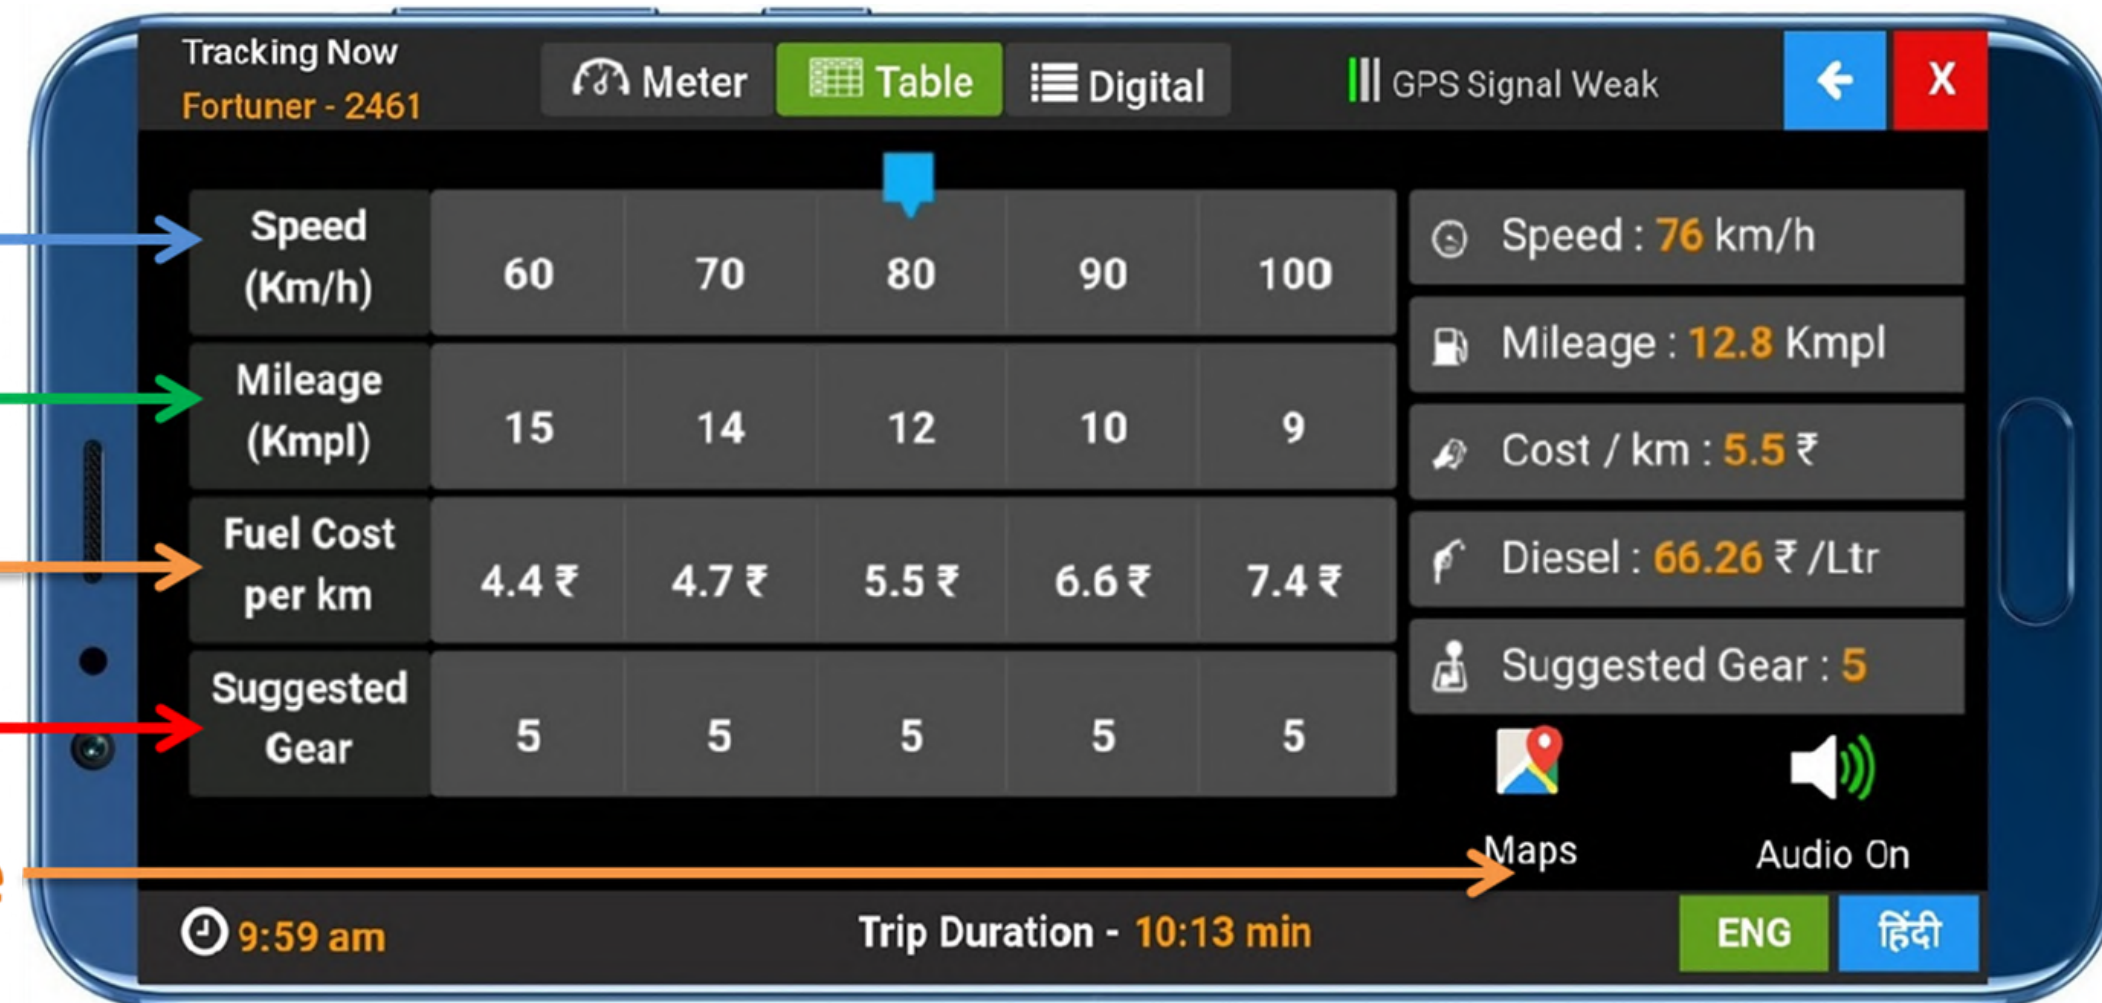 Tracking Now
Fortuner - 2461
Meter
Table
Digital
GPS Signal Weak
X
Speed
(Km/h)
60 70 80 90 100
Mileage
(Kmpl)
15 14 12 10 9
Fuel Cost
per km
4.4 ₹ 4.7 ₹ 5.5 ₹ 6.6 ₹ 7.4 ₹
Suggested
Gear
5 5 5 5 5
Speed : 76 km/h
Mileage : 12.8 Kmpl
Cost / km : 5.5 ₹
Diesel : 66.26 ₹ /Ltr
Suggested Gear : 5
Maps
Audio On
9:59 am
Trip Duration - 10:13 min
ENG
हिंदी